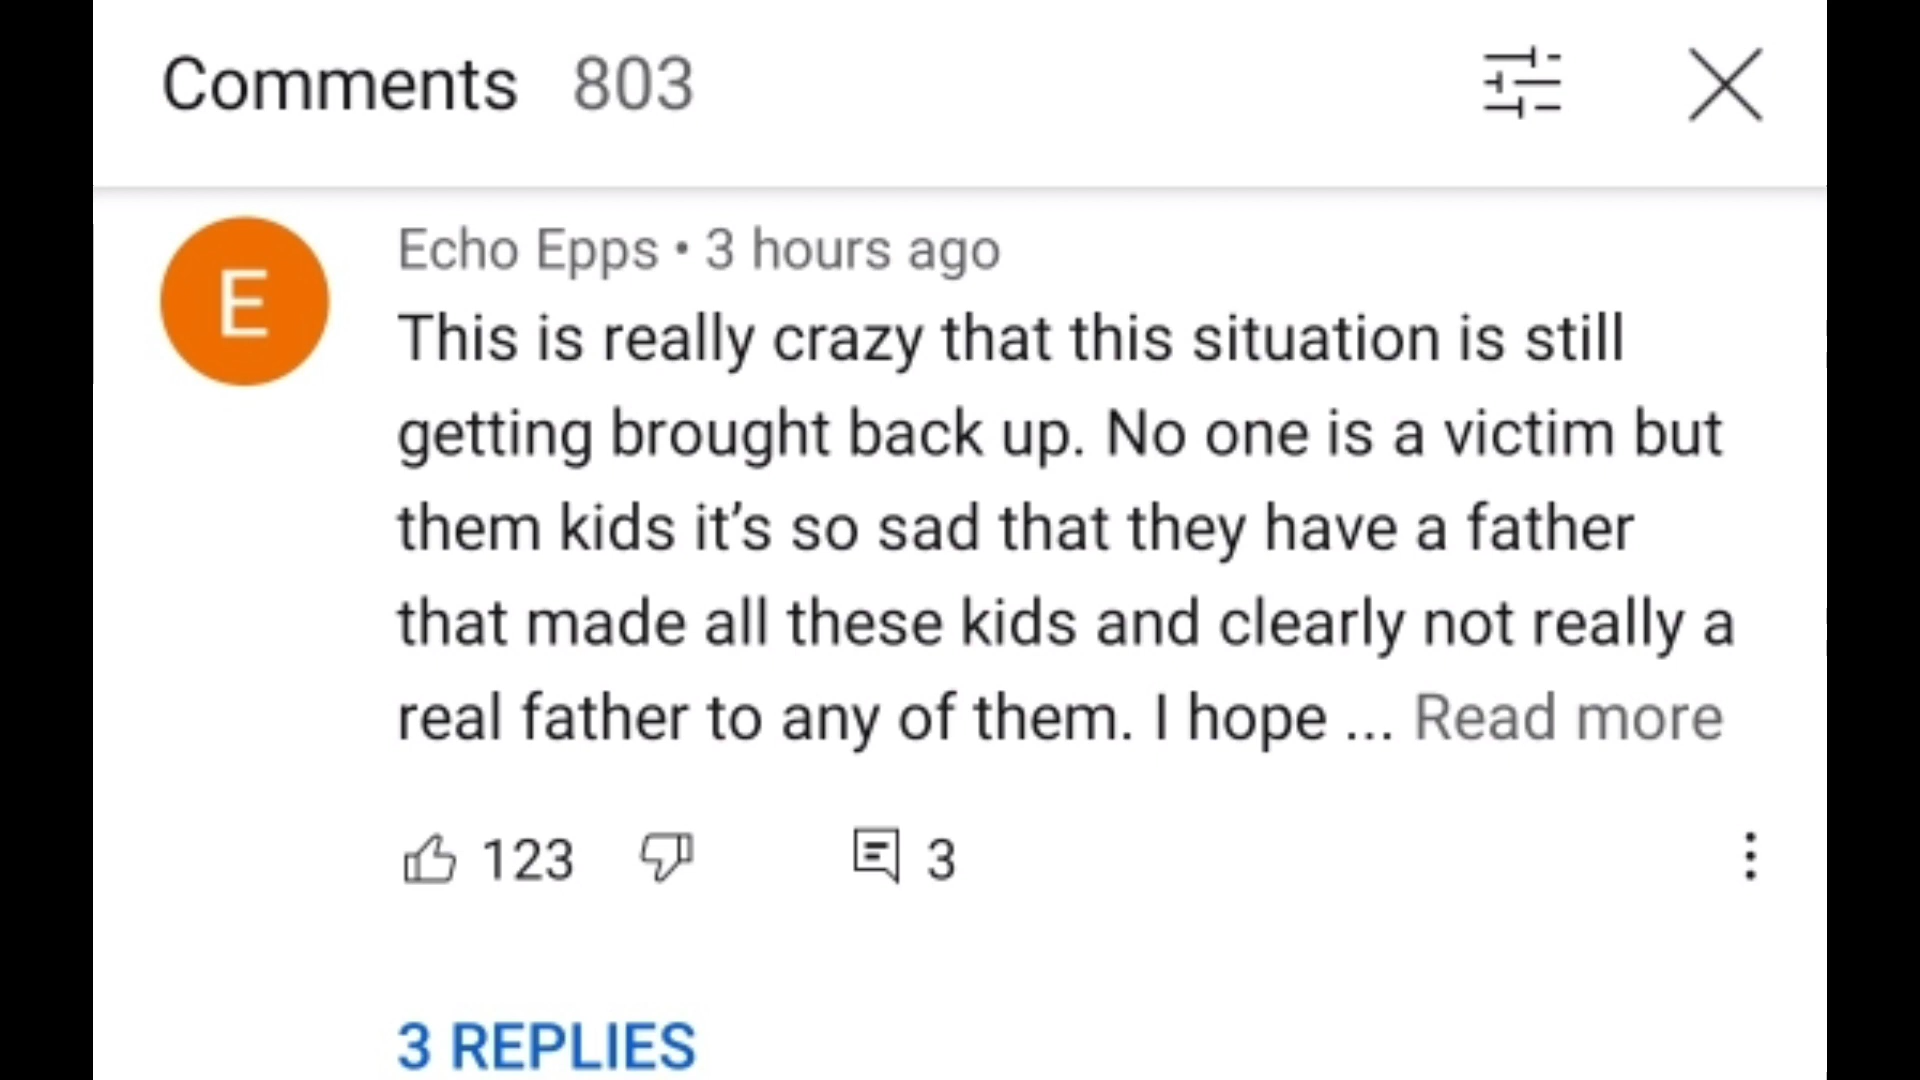 Comments 803
E
Echo Epps • 3 hours ago
This is really crazy that this situation is still
getting brought back up. No one is a victim but
them kids it’s so sad that they have a father
that made all these kids and clearly not really a
real father to any of them. I hope ... Read more
123 3
3 REPLIES